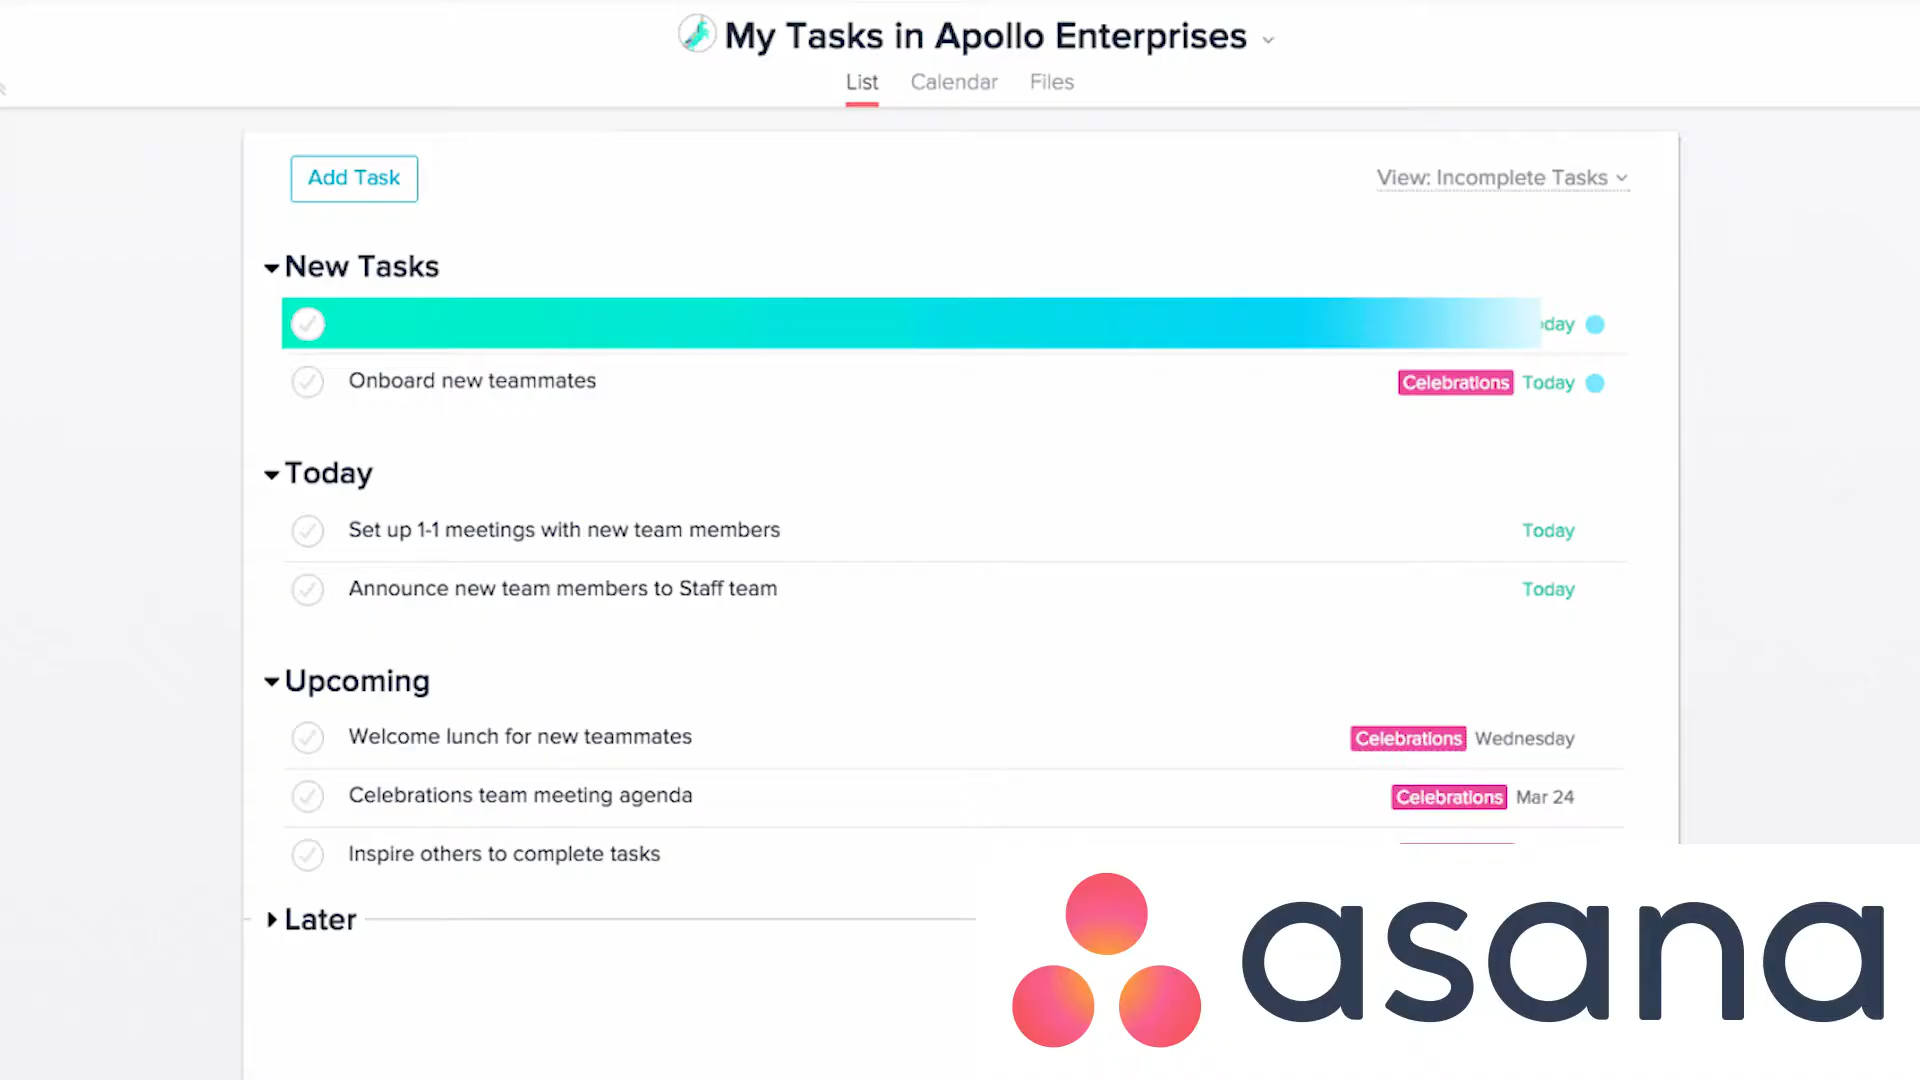 My Tasks in Apollo Enterprises
List Calendar Files
Add Task
View: Incomplete Tasks
New Tasks
Onboard new teammates Celebrations Today
Today
Set up 1-1 meetings with new team members Today
Announce new team members to Staff team Today
Upcoming
Welcome lunch for new teammates Celebrations Wednesday
Celebrations team meeting agenda Celebrations Mar 24
Inspire others to complete tasks
Later
asana